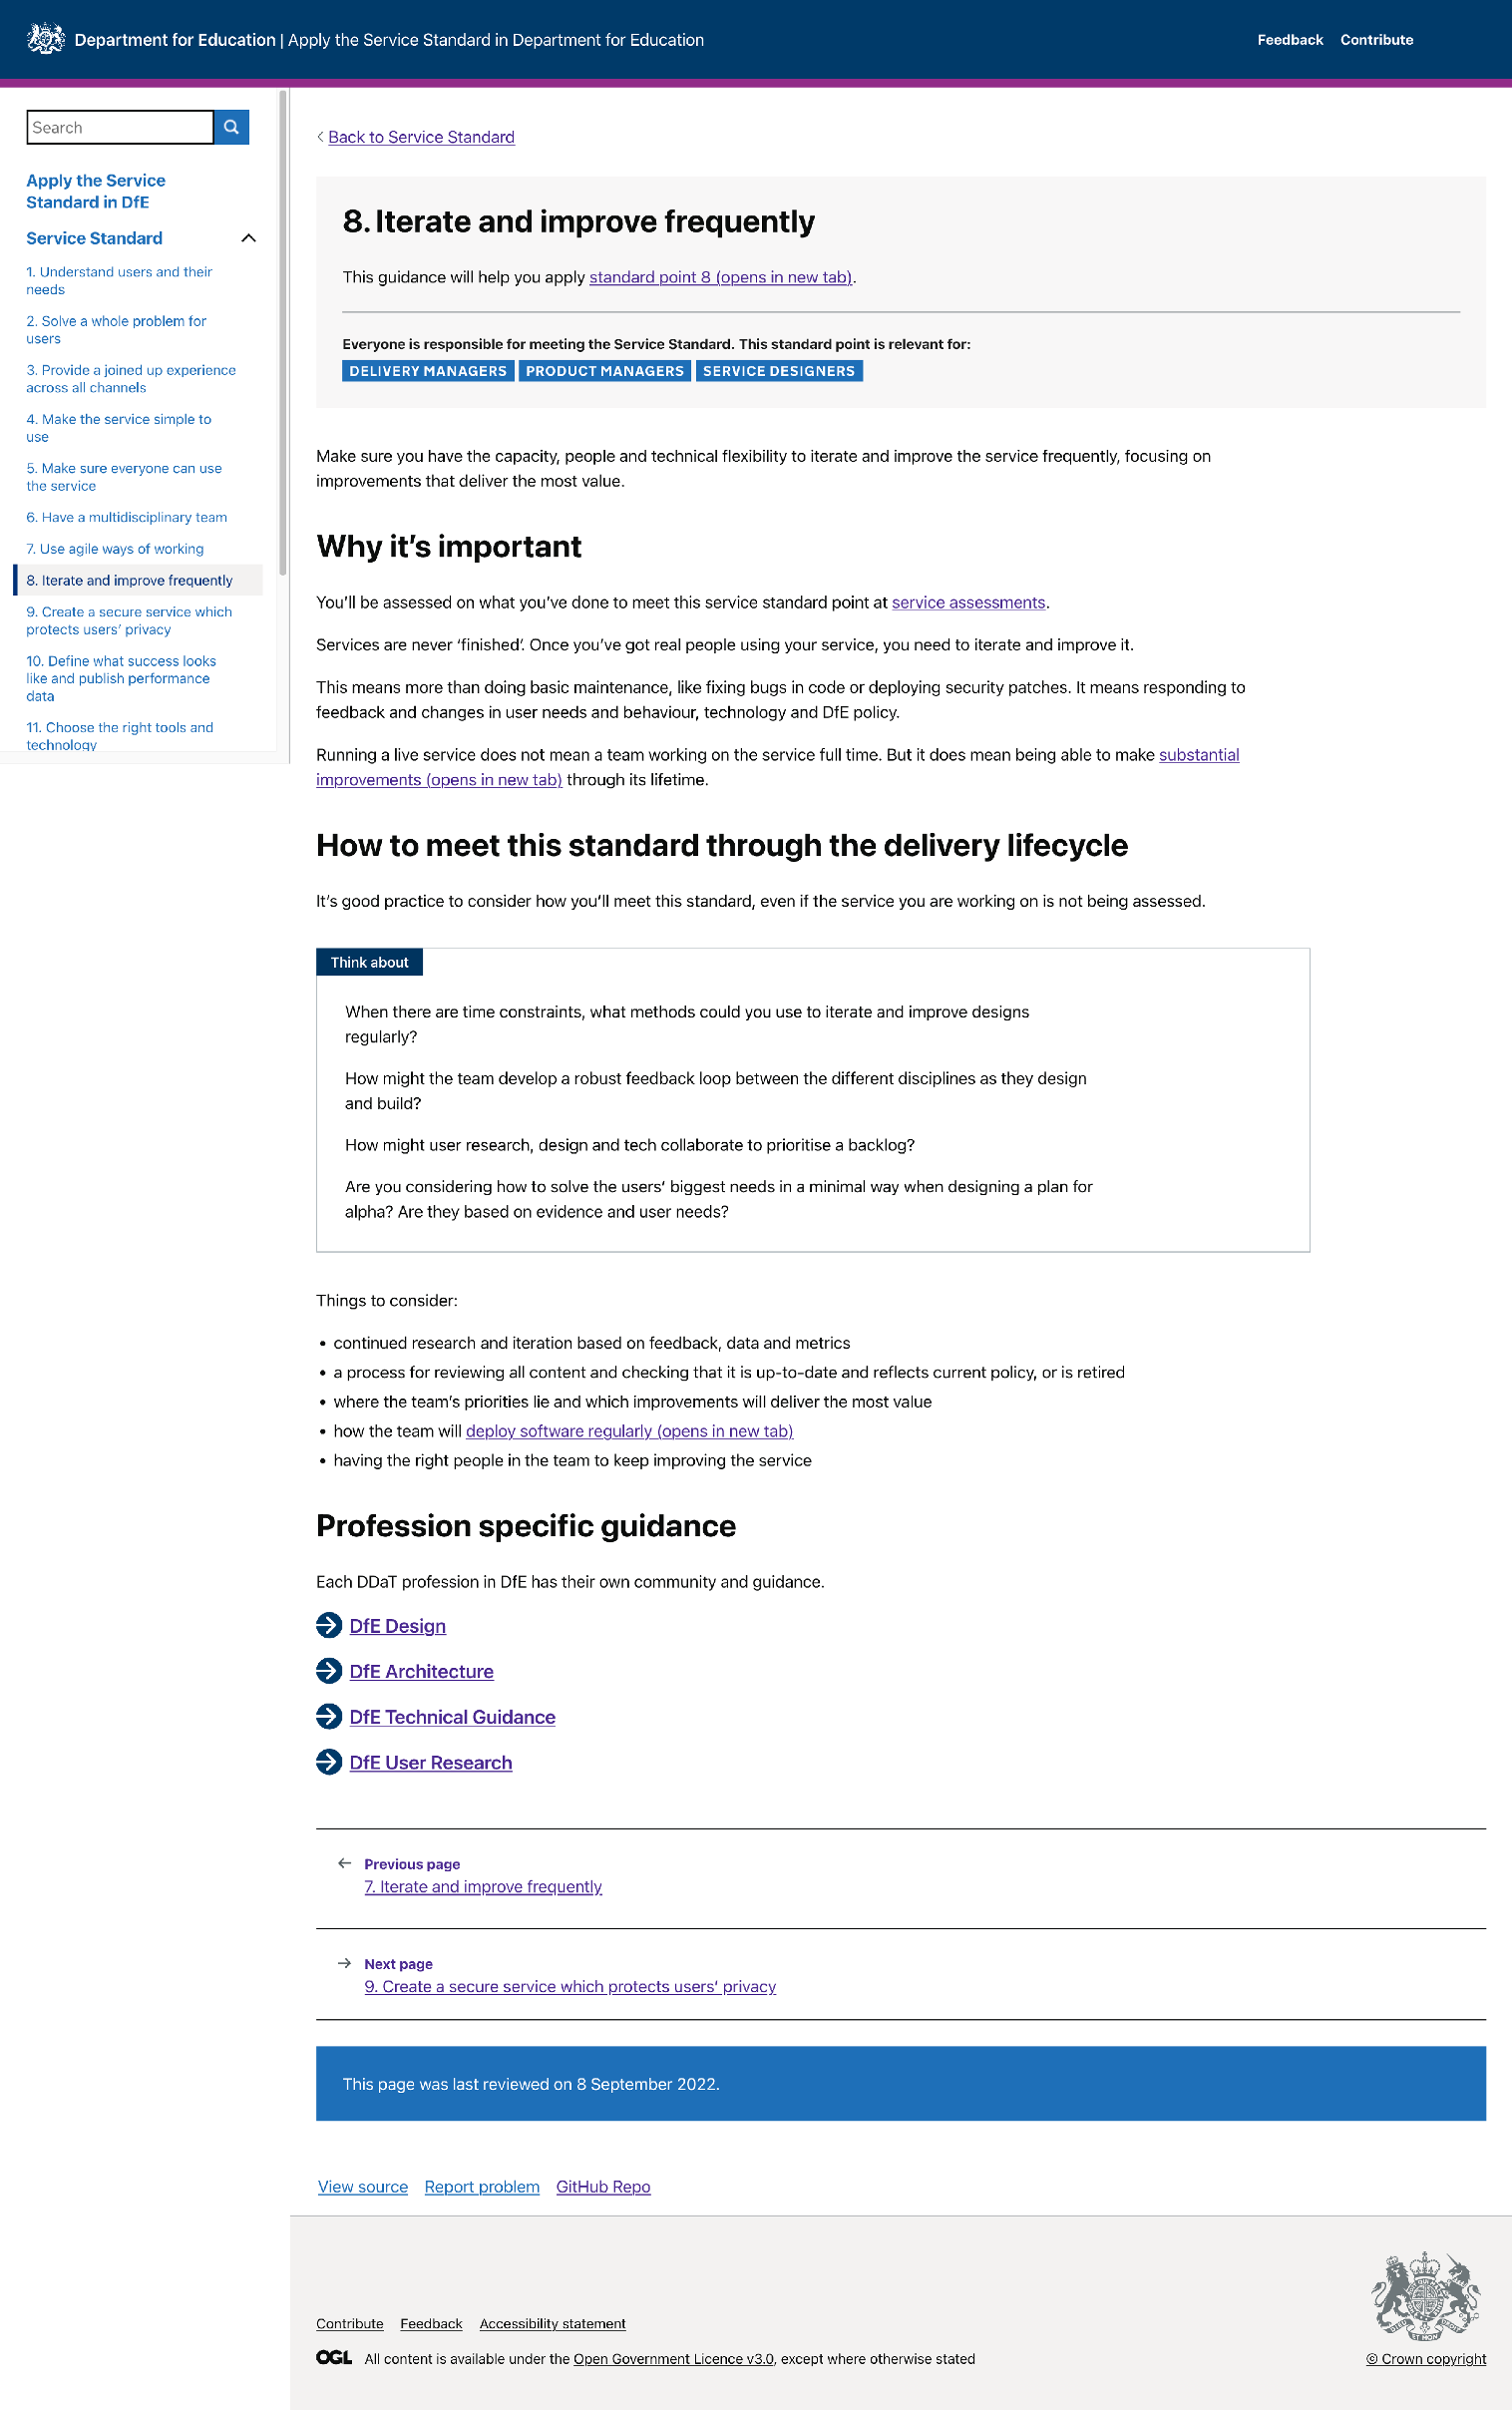 Department for Education | Apply the Service Standard in Department for Education
Feedback Contribute
Search
Apply the Service
Standard in DfE
Service Standard
1. Understand users and their
needs
2. Solve a whole problem for
users
3. Provide a joined up experience
across all channels
4. Make the service simple to
use
5. Make sure everyone can use
the service
6. Have a multidisciplinary team
7. Use agile ways of working
8. Iterate and improve frequently
9. Create a secure service which
protects users’ privacy
10. Define what success looks
like and publish performance
data
11. Choose the right tools and
technology
Back to Service Standard
8. Iterate and improve frequently
This guidance will help you apply standard point 8 (opens in new tab).
Everyone is responsible for meeting the Service Standard. This standard point is relevant for:
DELIVERY MANAGERS PRODUCT MANAGERS SERVICE DESIGNERS
Make sure you have the capacity, people and technical flexibility to iterate and improve the service frequently, focusing on
improvements that deliver the most value.
Why it’s important
You’ll be assessed on what you’ve done to meet this service standard point at service assessments.
Services are never ‘finished’. Once you’ve got real people using your service, you need to iterate and improve it.
This means more than doing basic maintenance, like fixing bugs in code or deploying security patches. It means responding to
feedback and changes in user needs and behaviour, technology and DfE policy.
Running a live service does not mean a team working on the service full time. But it does mean being able to make substantial
improvements (opens in new tab) through its lifetime.
How to meet this standard through the delivery lifecycle
It’s good practice to consider how you’ll meet this standard, even if the service you are working on is not being assessed.
Think about
When there are time constraints, what methods could you use to iterate and improve designs
regularly?
How might the team develop a robust feedback loop between the different disciplines as they design
and build?
How might user research, design and tech collaborate to prioritise a backlog?
Are you considering how to solve the users‘ biggest needs in a minimal way when designing a plan for
alpha? Are they based on evidence and user needs?
Things to consider:
• continued research and iteration based on feedback, data and metrics
• a process for reviewing all content and checking that it is up-to-date and reflects current policy, or is retired
• where the team’s priorities lie and which improvements will deliver the most value
• how the team will deploy software regularly (opens in new tab)
• having the right people in the team to keep improving the service
Profession specific guidance
Each DDaT profession in DfE has their own community and guidance.
DfE Design
DfE Architecture
DfE Technical Guidance
DfE User Research
Previous page
7. Iterate and improve frequently
Next page
9. Create a secure service which protects users‘ privacy
This page was last reviewed on 8 September 2022.
View source Report problem GitHub Repo
Contribute Feedback Accessibility statement
OGL All content is available under the Open Government Licence v3.0, except where otherwise stated
© Crown copyright